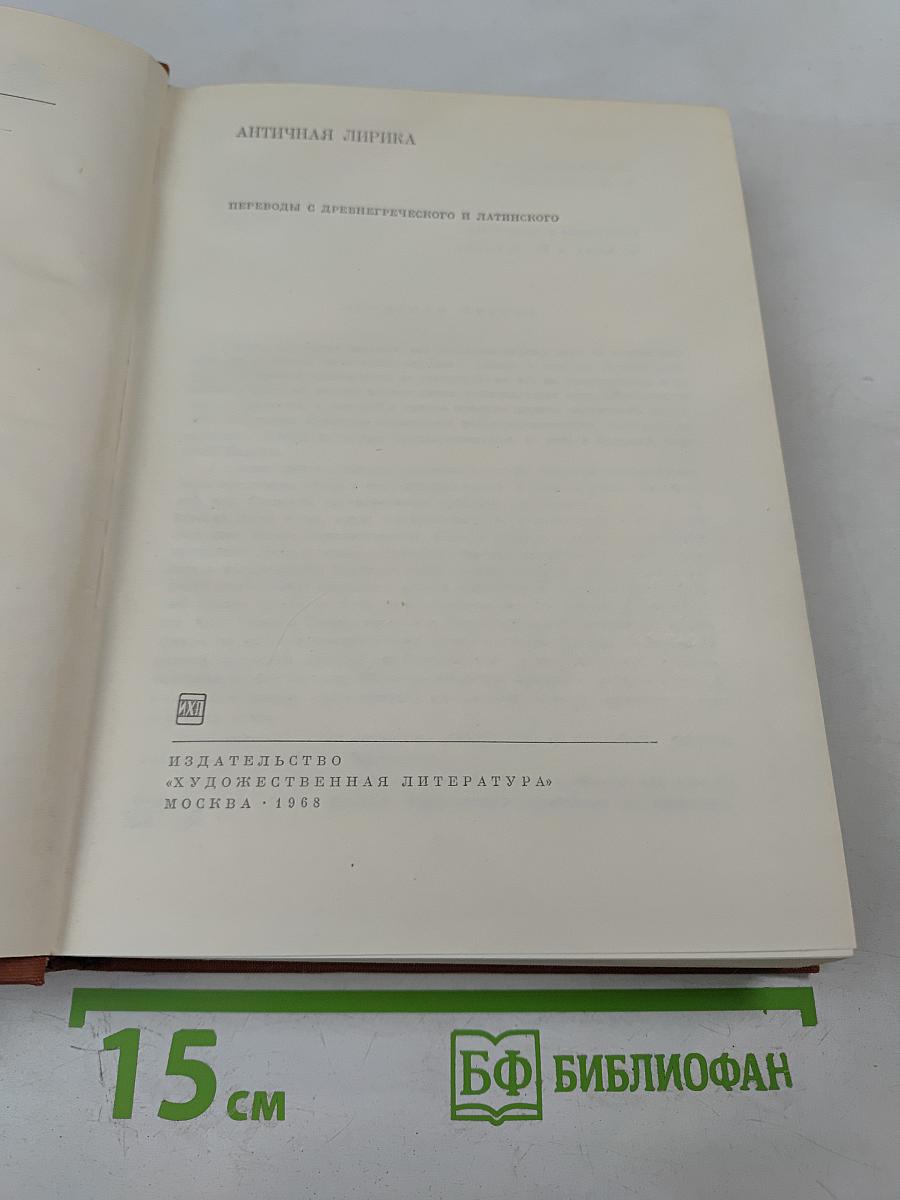 АНТИЧНАЯ ЛИРИКА
ПЕРЕВОДЫ С ДРЕВНЕГРЕЧЕСКОГО И ЛАТИНСКОГО
ИХЛ
ИЗДАТЕЛЬСТВО
«ХУДОЖЕСТВЕННАЯ ЛИТЕРАТУРА»
МОСКВА · 1968
15 см
БФ БИБЛИОФАН